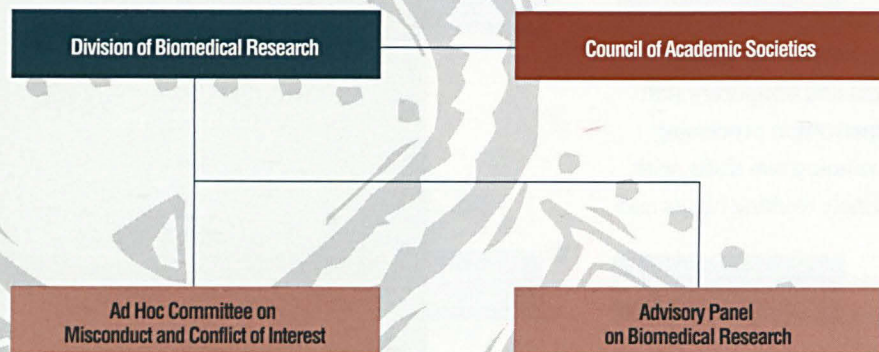 Division of Biomedical Research
Council of Academic Societies
Ad Hoc Committee on
Misconduct and Conflict of Interest
Advisory Panel
on Biomedical Research